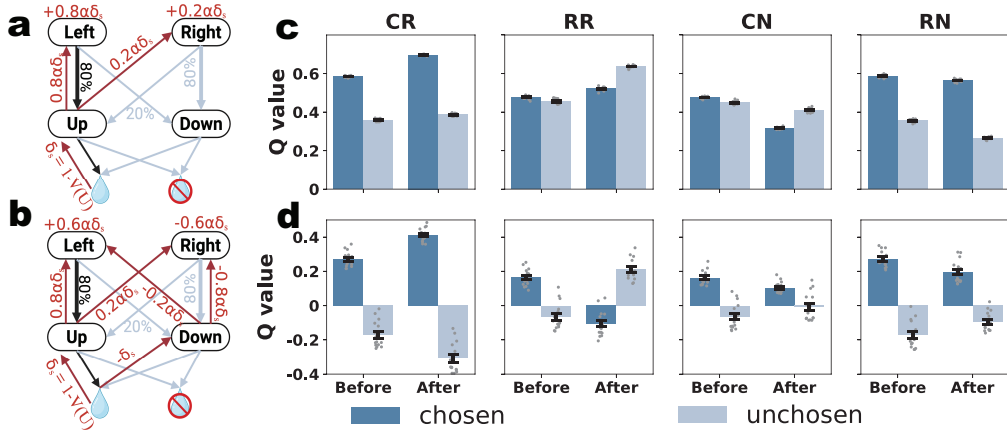 a
+0.8αδs +0.2αδs
Left Right
0.8αδs 80% 0.2αδs 80%
20%
Up Down
δs = 1-V(U)
b
+0.6αδs -0.6αδs
Left Right
0.8αδs 80% 0.2αδs -0.2αδs 80% -0.8αδs
20%
Up Down
δs = 1-V(U) -δs
c
CR RR CN RN
Q value
0.6
0.4
0.2
0
d
Q value
0.4
0.2
0
-0.2
-0.4
Before After Before After Before After Before After
chosen unchosen